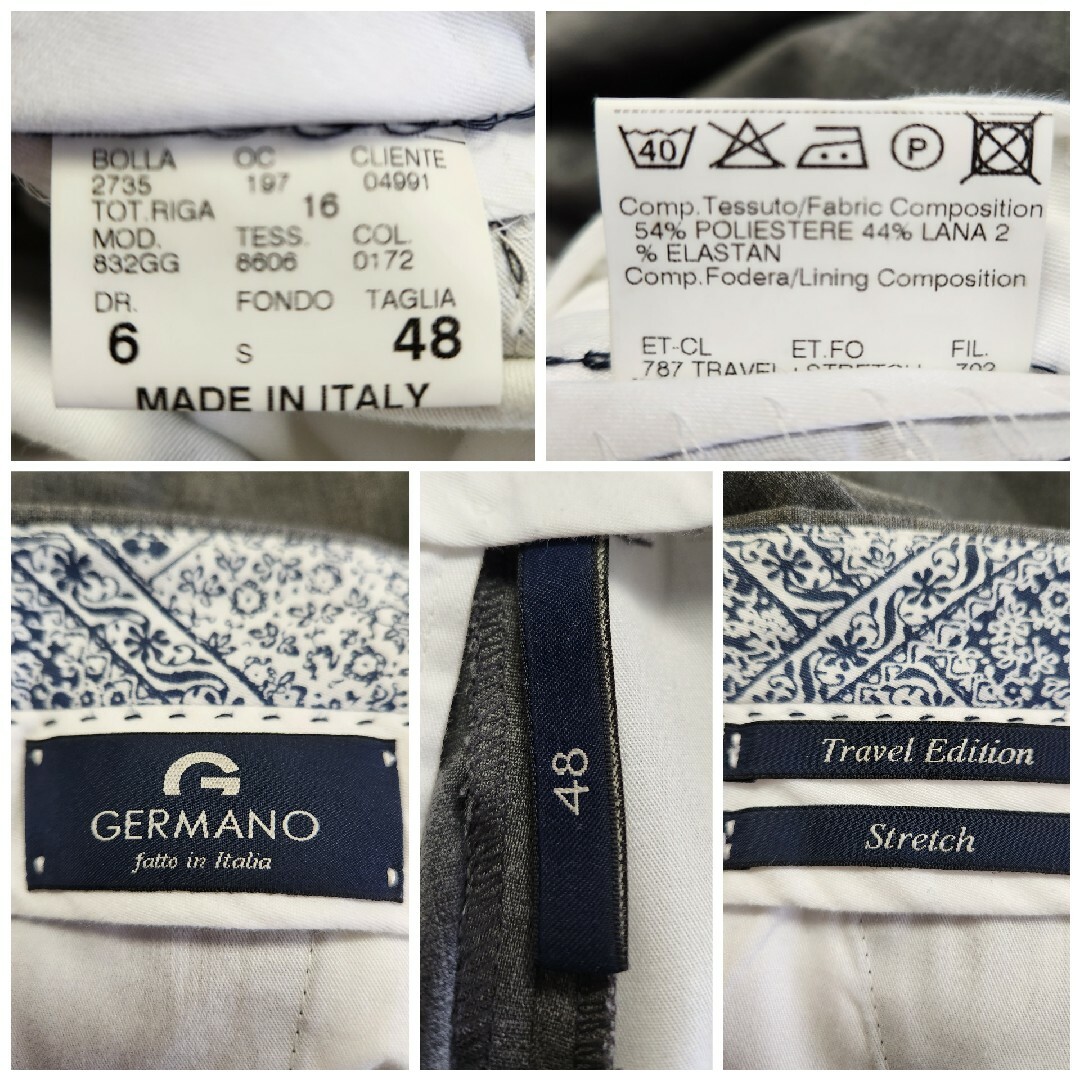 BOLLA OC CLIENTE
2735 197 04991
TOT.RIGA 16
MOD. TESS. COL.
832GG 8606 0172
DR. FONDO TAGLIA
6 S 48
MADE IN ITALY
40 P
Comp.Tessuto/Fabric Composition
54% POLIESTERE 44% LANA 2
% ELASTAN
Comp.Fodera/Lining Composition
ET-CL ET.FO FIL.
787 TRAVEL
G
GERMANO
fatto in Italia
48
Travel Edition
Stretch